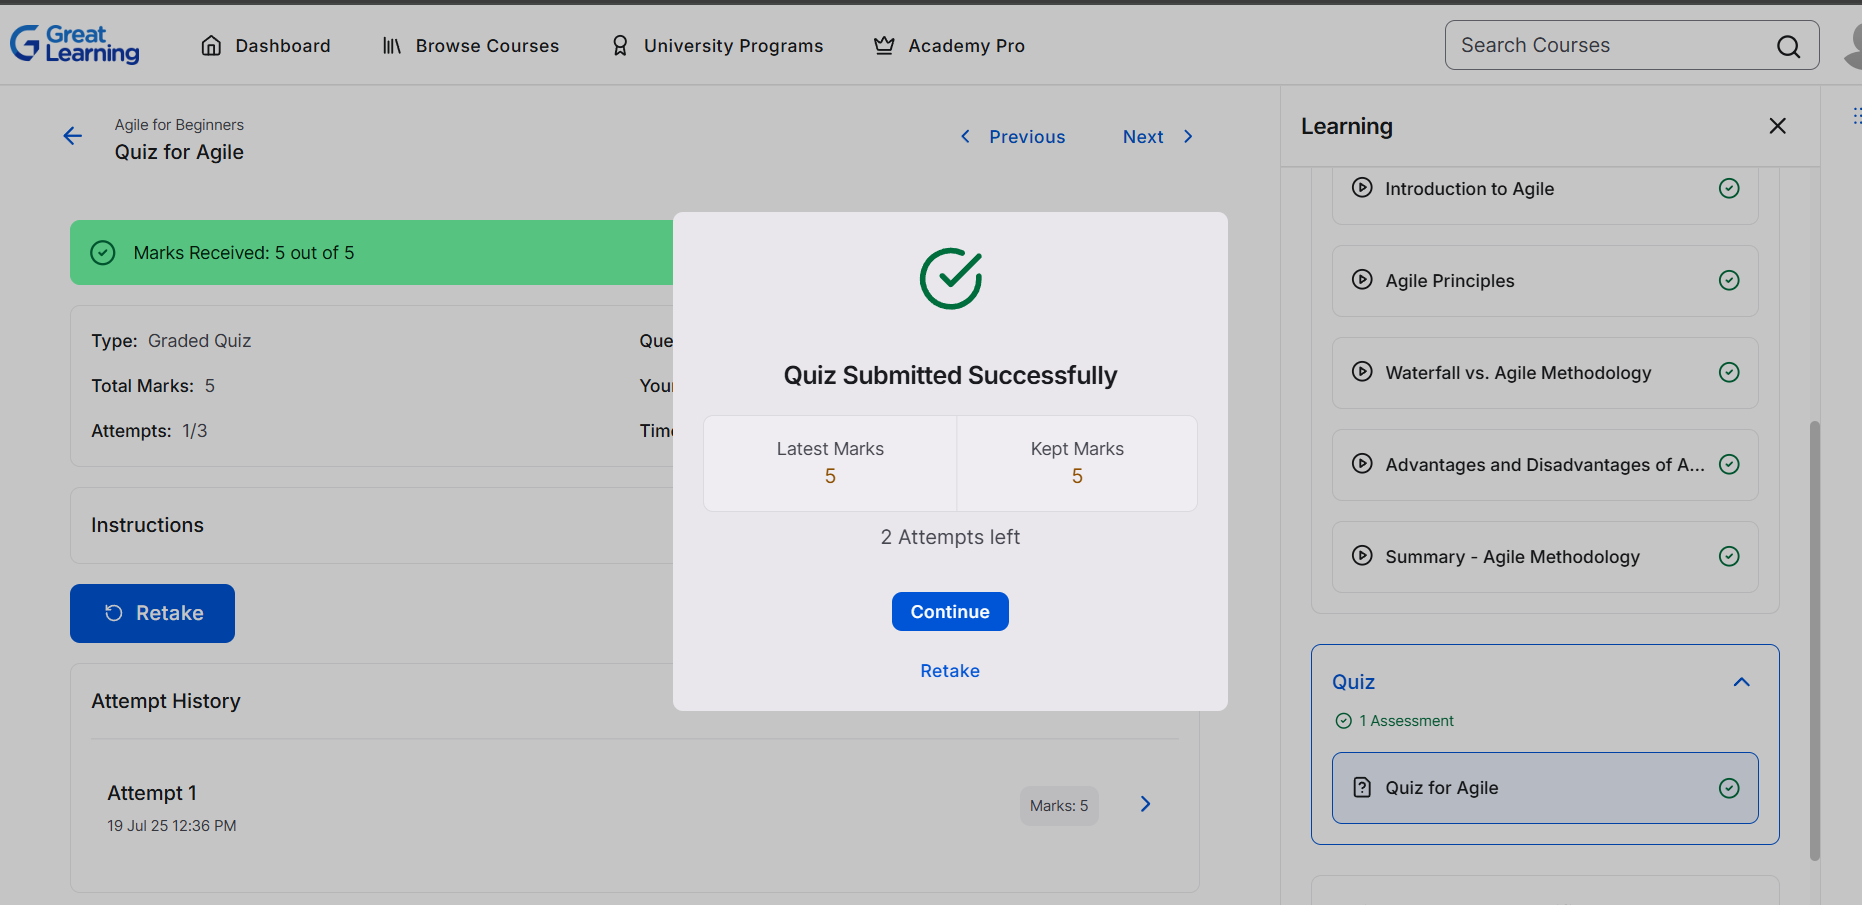 Great
Learning
Dashboard
Browse Courses
University Programs
Academy Pro
Search Courses
Agile for Beginners
Quiz for Agile
Previous
Next
Marks Received: 5 out of 5
Type: Graded Quiz
Total Marks: 5
Attempts: 1/3
Instructions
Retake
Attempt History
Attempt 1
19 Jul 25 12:36 PM
Marks: 5
Quiz Submitted Successfully
Latest Marks
5
Kept Marks
5
2 Attempts left
Continue
Retake
Learning
Introduction to Agile
Agile Principles
Waterfall vs. Agile Methodology
Advantages and Disadvantages of A...
Summary - Agile Methodology
Quiz
1 Assessment
Quiz for Agile